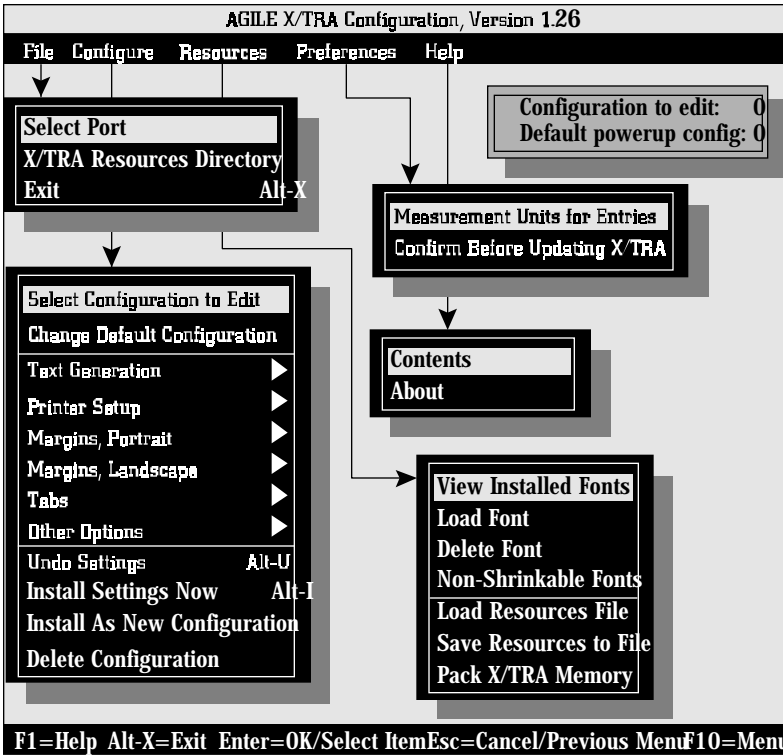 AGILE X/TRA Configuration, Version 1.26
File Configure Resources Preferences Help
Configuration to edit: 0
Default powerup config: 0
Select Port
X/TRA Resources Directory
Exit Alt-X
Measurement Units for Entries
Confirm Before Updating X/TRA
Select Configuration to Edit
Change Default Configuration
Text Generation
Printer Setup
Margins, Portrait
Margins, Landscape
Tabs
Other Options
Undo Settings Alt-U
Install Settings Now Alt-I
Install As New Configuration
Delete Configuration
Contents
About
View Installed Fonts
Load Font
Delete Font
Non-Shrinkable Fonts
Load Resources File
Save Resources to File
Pack X/TRA Memory
F1=Help Alt-X=Exit Enter=OK/Select ItemEsc=Cancel/Previous MenuF10=Men